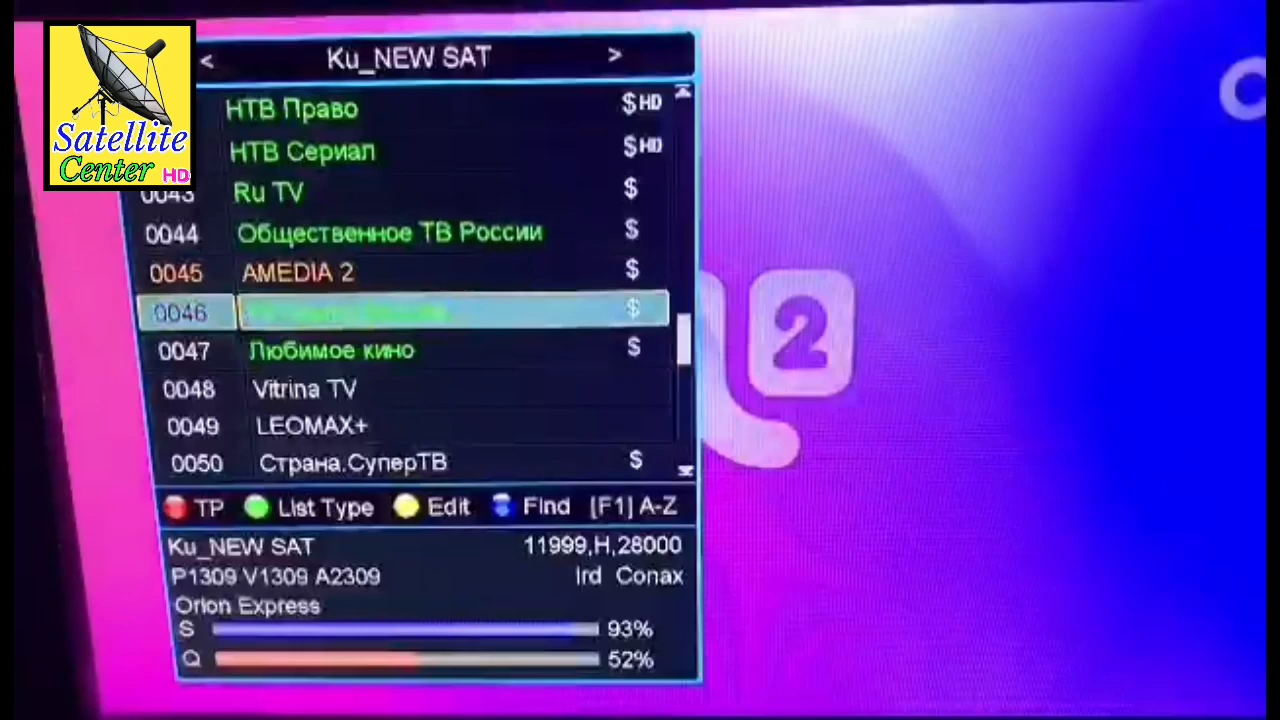 Satellite
Center HD
< Ku_NEW SAT >
НТВ Право $ HD
НТВ Сериал $ HD
0043 Ru TV $
0044 Общественное ТВ России $
0045 AMEDIA 2 $
0046 $
0047 Любимое кино $
0048 Vitrina TV
0049 LEOMAX+
0050 Страна.СуперТВ $
TP List Type Edit Find [F1] A-Z
Ku_NEW SAT 11999,H,28000
P1309 V1309 A2309 Ird Conax
Orion Express
S 93%
Q 52%
2